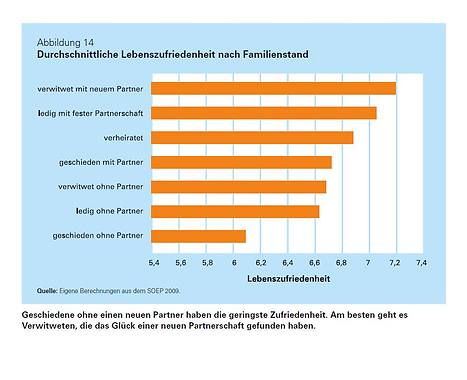 Abbildung 14
Durchschnittliche Lebenszufriedenheit nach Familienstand
verwitwet mit neuem Partner
ledig mit fester Partnerschaft
verheiratet
geschieden mit Partner
verwitwet ohne Partner
ledig ohne Partner
geschieden ohne Partner
5,4 5,6 5,8 6 6,2 6,4 6,6 6,8 7 7,2 7,4
Lebenszufriedenheit
Quelle: Eigene Berechnungen aus dem SOEP 2009.
Geschiedene ohne einen neuen Partner haben die geringste Zufriedenheit. Am besten geht es
Verwitweten, die das Glück einer neuen Partnerschaft gefunden haben.